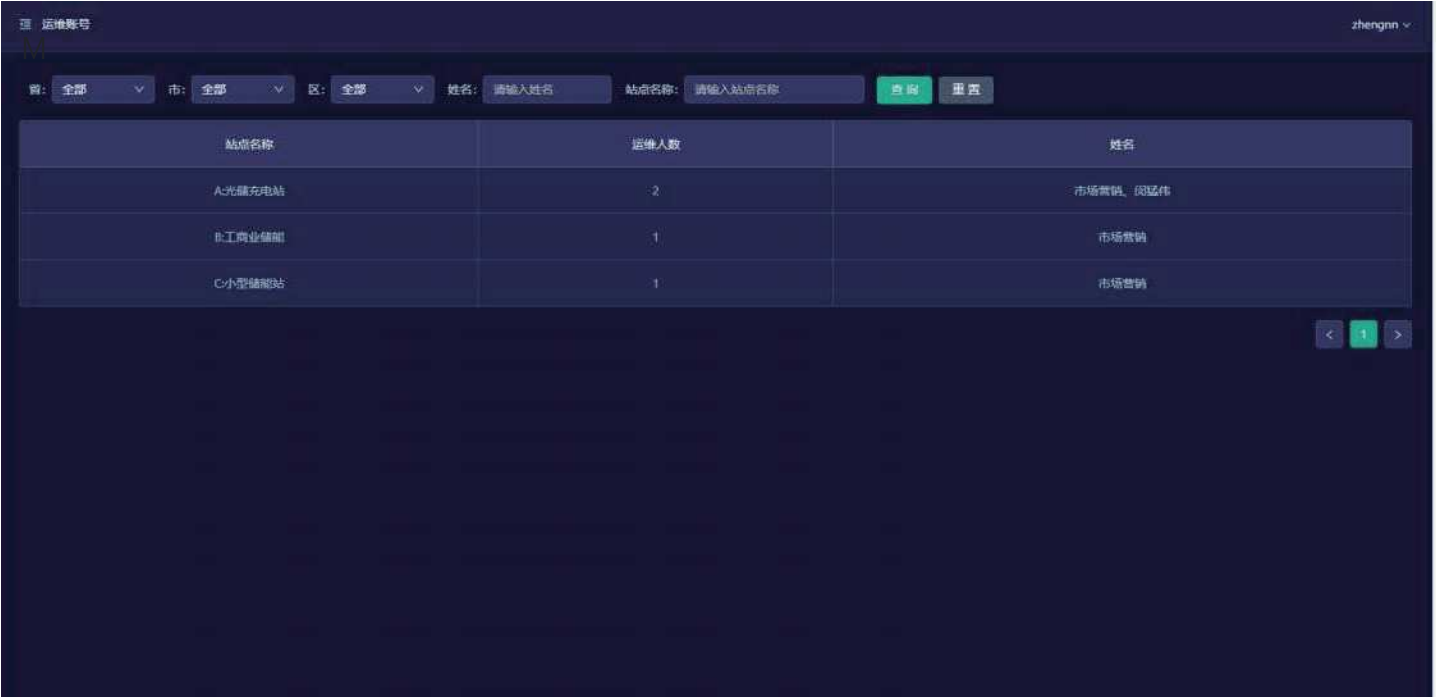 运维账号
zhengnn
M
省: 全部 市: 全部 区: 全部 姓名: 请输入姓名 站点名称: 请输入站点名称 查询 重置
站点名称 运维人数 姓名
A:光储充电站 2 市场营销、闵猛伟
B:工商业储能 1 市场营销
C:小型储能站 1 市场营销
< 1 >